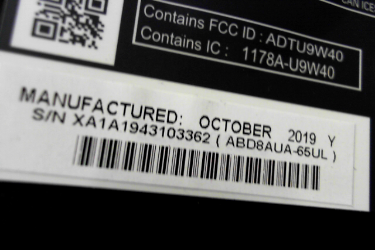 Contains FCC ID : ADTU9W40
Contains IC : 1178A-U9W40
MANUFACTURED: OCTOBER 2019 Y
S/N XA1A1943103362 ( ABD8AUA-65UL )